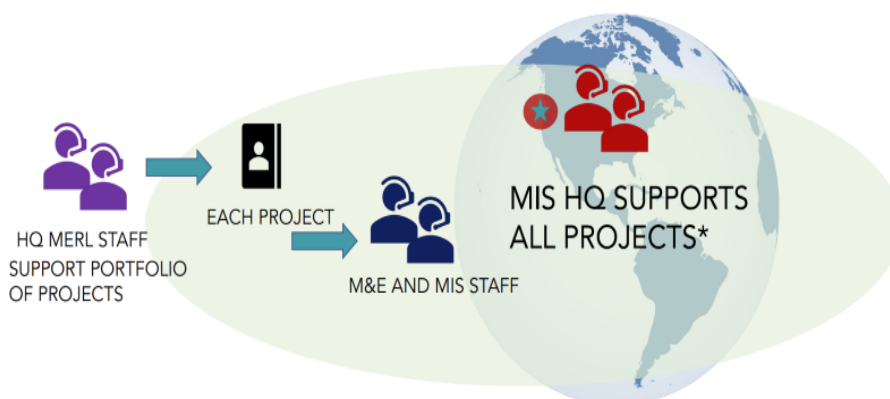 HQ MERL STAFF
SUPPORT PORTFOLIO
OF PROJECTS
EACH PROJECT
M&E AND MIS STAFF
MIS HQ SUPPORTS
ALL PROJECTS*